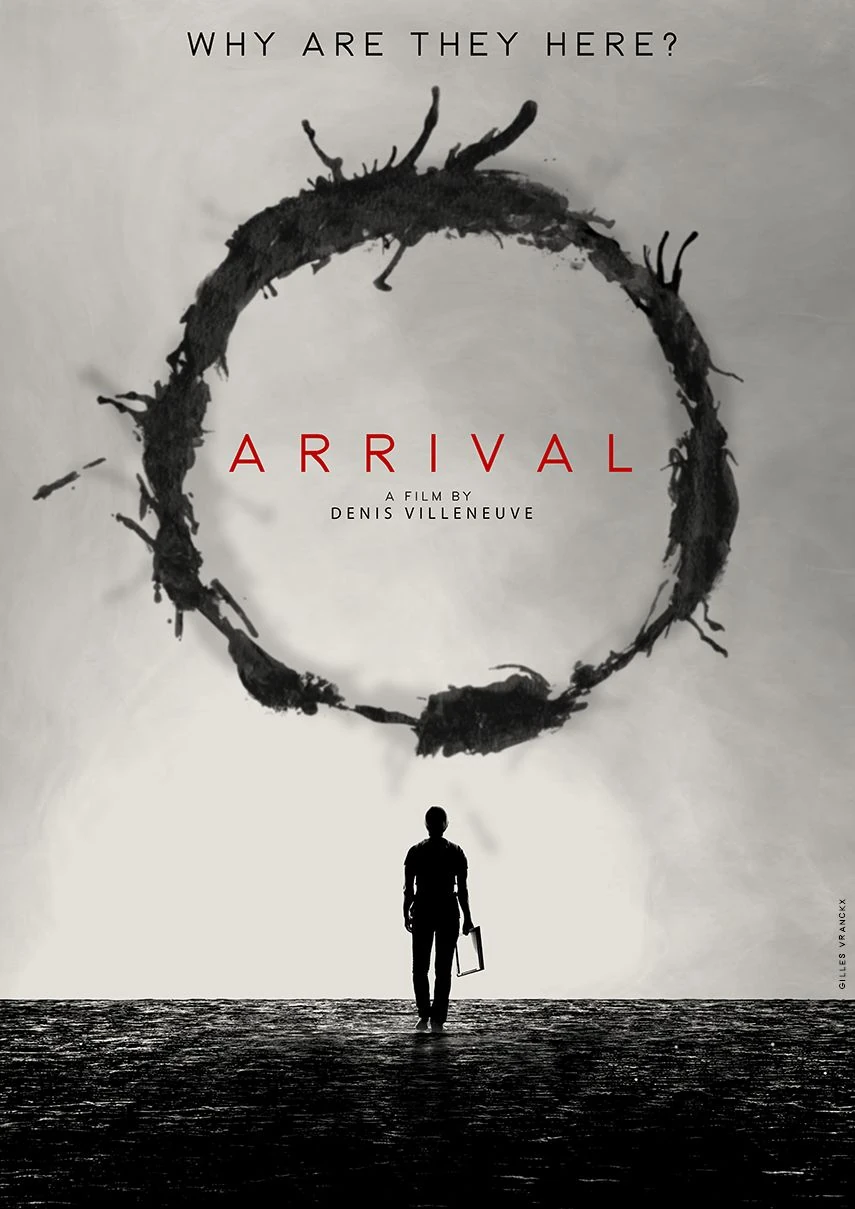 WHY ARE THEY HERE?
ARRIVAL
A FILM BY
DENIS VILLENEUVE
GILLES VRANCKX